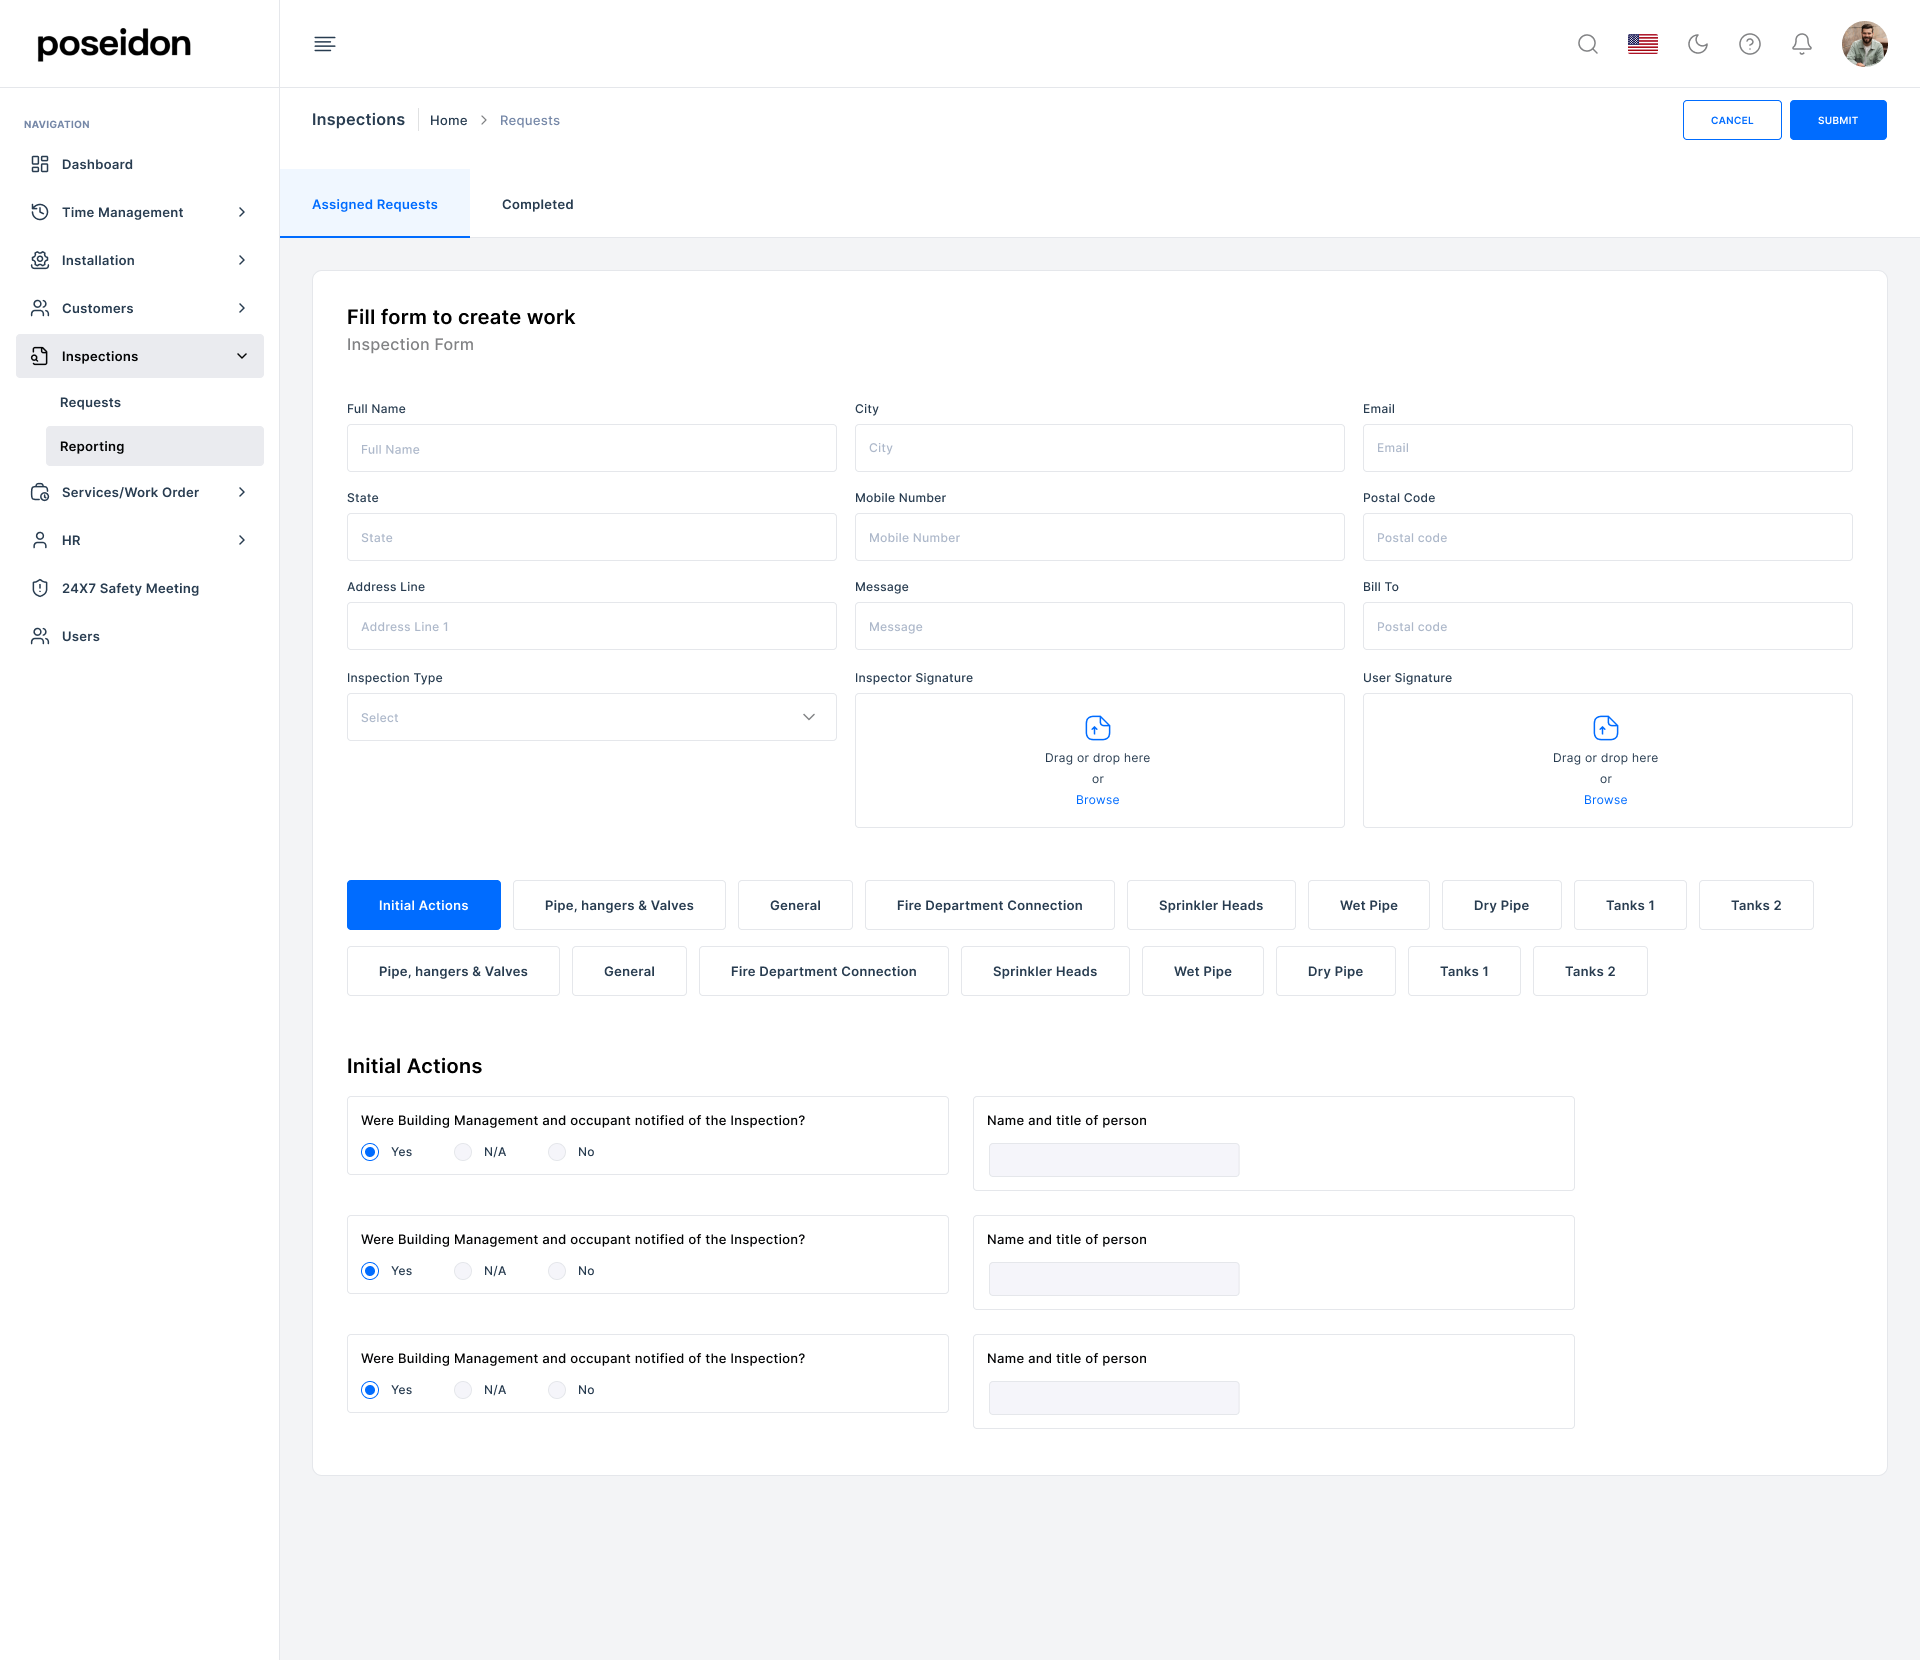 poseidon
NAVIGATION
Dashboard
Time Management
Installation
Customers
Inspections
Requests
Reporting
Services/Work Order
HR
24X7 Safety Meeting
Users
Inspections
Home
Requests
CANCEL
SUBMIT
Assigned Requests
Completed
Fill form to create work
Inspection Form
Full Name
City
Email
Full Name
City
Email
State
Mobile Number
Postal Code
State
Mobile Number
Postal code
Address Line
Message
Bill To
Address Line 1
Message
Postal code
Inspection Type
Inspector Signature
User Signature
Select
Drag or drop here
or
Browse
Drag or drop here
or
Browse
Initial Actions
Pipe, hangers & Valves
General
Fire Department Connection
Sprinkler Heads
Wet Pipe
Dry Pipe
Tanks 1
Tanks 2
Pipe, hangers & Valves
General
Fire Department Connection
Sprinkler Heads
Wet Pipe
Dry Pipe
Tanks 1
Tanks 2
Initial Actions
Were Building Management and occupant notified of the Inspection?
Yes
N/A
No
Name and title of person
Were Building Management and occupant notified of the Inspection?
Yes
N/A
No
Name and title of person
Were Building Management and occupant notified of the Inspection?
Yes
N/A
No
Name and title of person